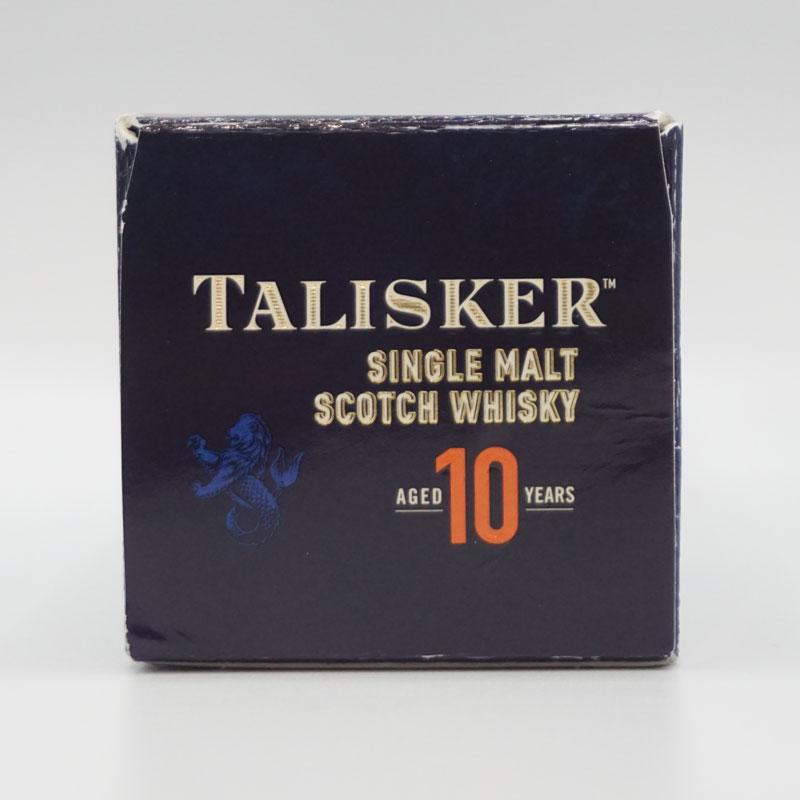 TALISKER™
SINGLE MALT
SCOTCH WHISKY
AGED 10 YEARS